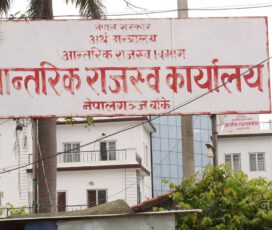 नेपाल सरकार
अर्थ मन्त्रालय
आन्तरिक राजस्व विभाग
आन्तरिक राजस्व कार्यालय
नेपालगञ्ज बाँके